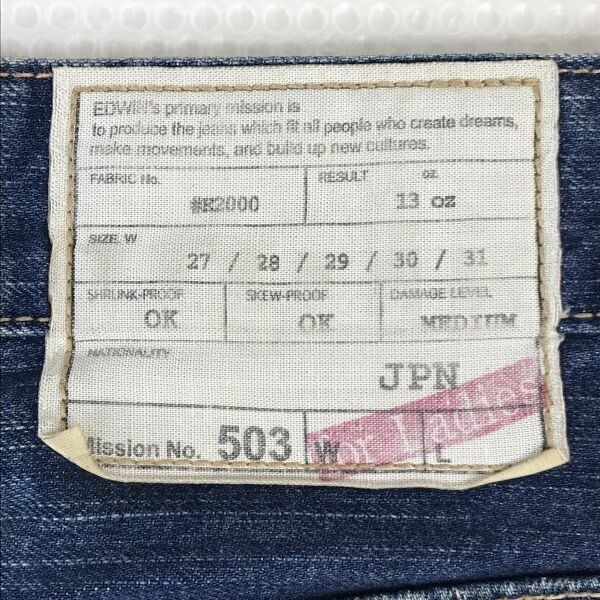 EDWIN's primary mission is
to produce the jeans which fit all people who create dreams,
make movements, and build up new cultures.
FABRIC No. RESULT oz
#E2000 13 oz
SIZE. W
27 / 28 / 29 / 30 / 31
SHRUNK-PROOF SKEW-PROOF DAMAGE LEVEL
OK OK MEDIUM
NATIONALITY
JPN
Mission No. 503 W L
for Ladies